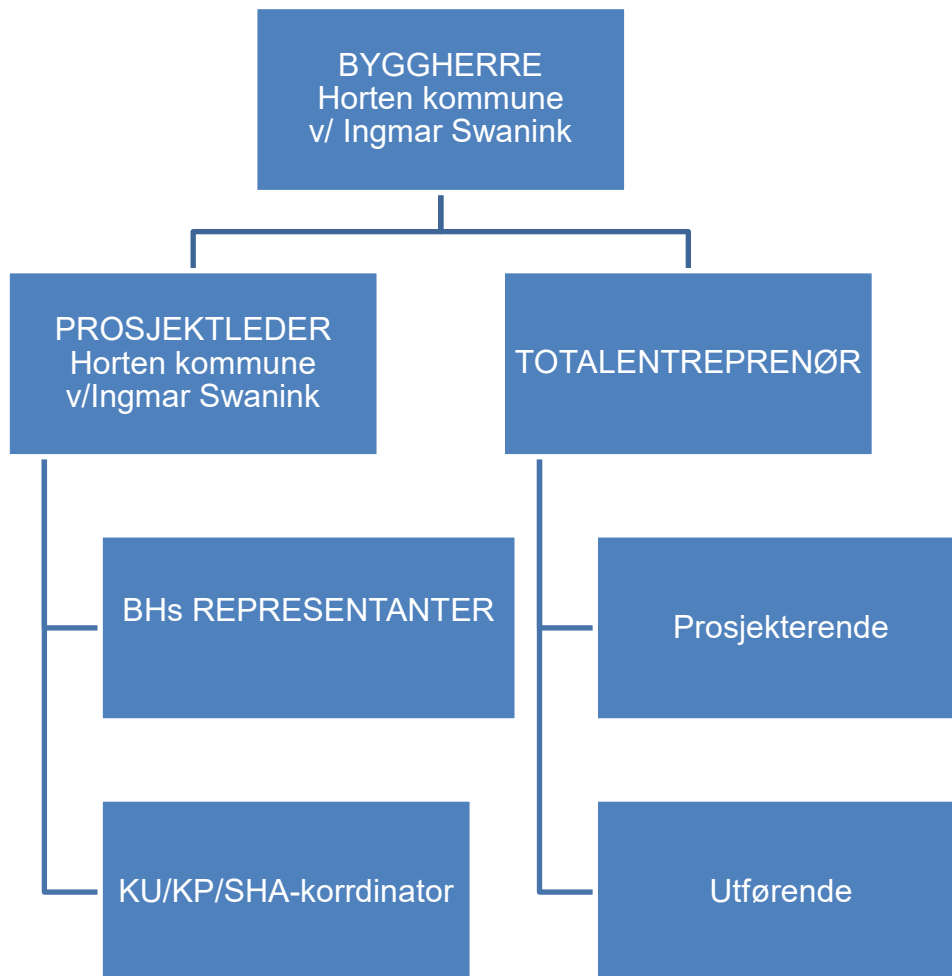 BYGGHERRE
Horten kommune
v/ Ingmar Swanink
PROSJEKTLEDER
Horten kommune
v/Ingmar Swanink
TOTALENTREPRENØR
BHs REPRESENTANTER
Prosjekterende
KU/KP/SHA-korrdinator
Utførende